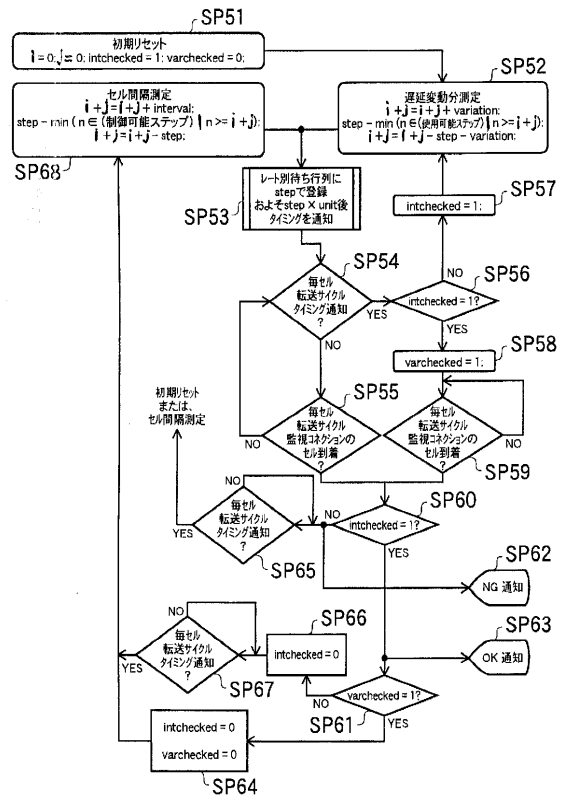 SP51
初期リセット
i = 0; j = 0; intchecked = 1; varchecked = 0;
SP52
セル間隔測定
i + j = i + j + interval;
step - min ( n ∈ (制御可能ステップ) | n >= i + j);
i + j = i + j - step;
SP68
遅延変動分測定
i + j = i + j + variation;
step - min ( n ∈ (使用可能ステップ) | n >= i + j);
i + j = i + j - step - variation;
SP53
レート別待ち行列に
stepで登録
およそstep X unit後
タイミングを通知
SP57
intchecked = 1;
SP54
毎セル
転送サイクル
タイミング通知
?
YES
NO
NO
SP56
intchecked = 1?
YES
SP58
varchecked = 1;
初期リセット
または、
セル間隔測定
SP55
毎セル
転送サイクル
監視コネクションの
セル到着
?
NO
毎セル
転送サイクル
監視コネクションの
セル到着
?
NO
SP59
SP60
NO
intchecked = 1?
YES
NO
毎セル
転送サイクル
タイミング通知
?
YES
SP65
SP62
NG 通知
SP66
intchecked = 0
SP63
OK 通知
NO
毎セル
転送サイクル
タイミング通知
?
YES
SP67
varchecked = 1?
NO
YES
SP61
intchecked = 0
varchecked = 0
SP64